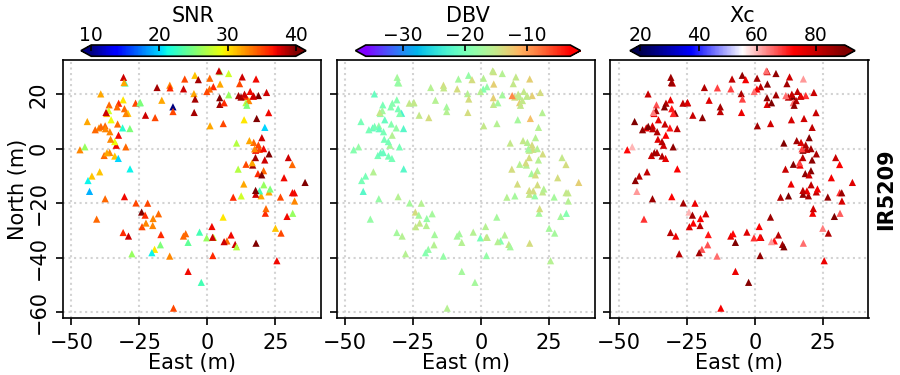 SNR DBV Xc
10 20 30 40 −30 −20 −10 20 40 60 80
North (m)
20
0
−20
−40
−60
−50 −25 0 25 −50 −25 0 25 −50 −25 0 25
East (m) East (m) East (m)
IR5209